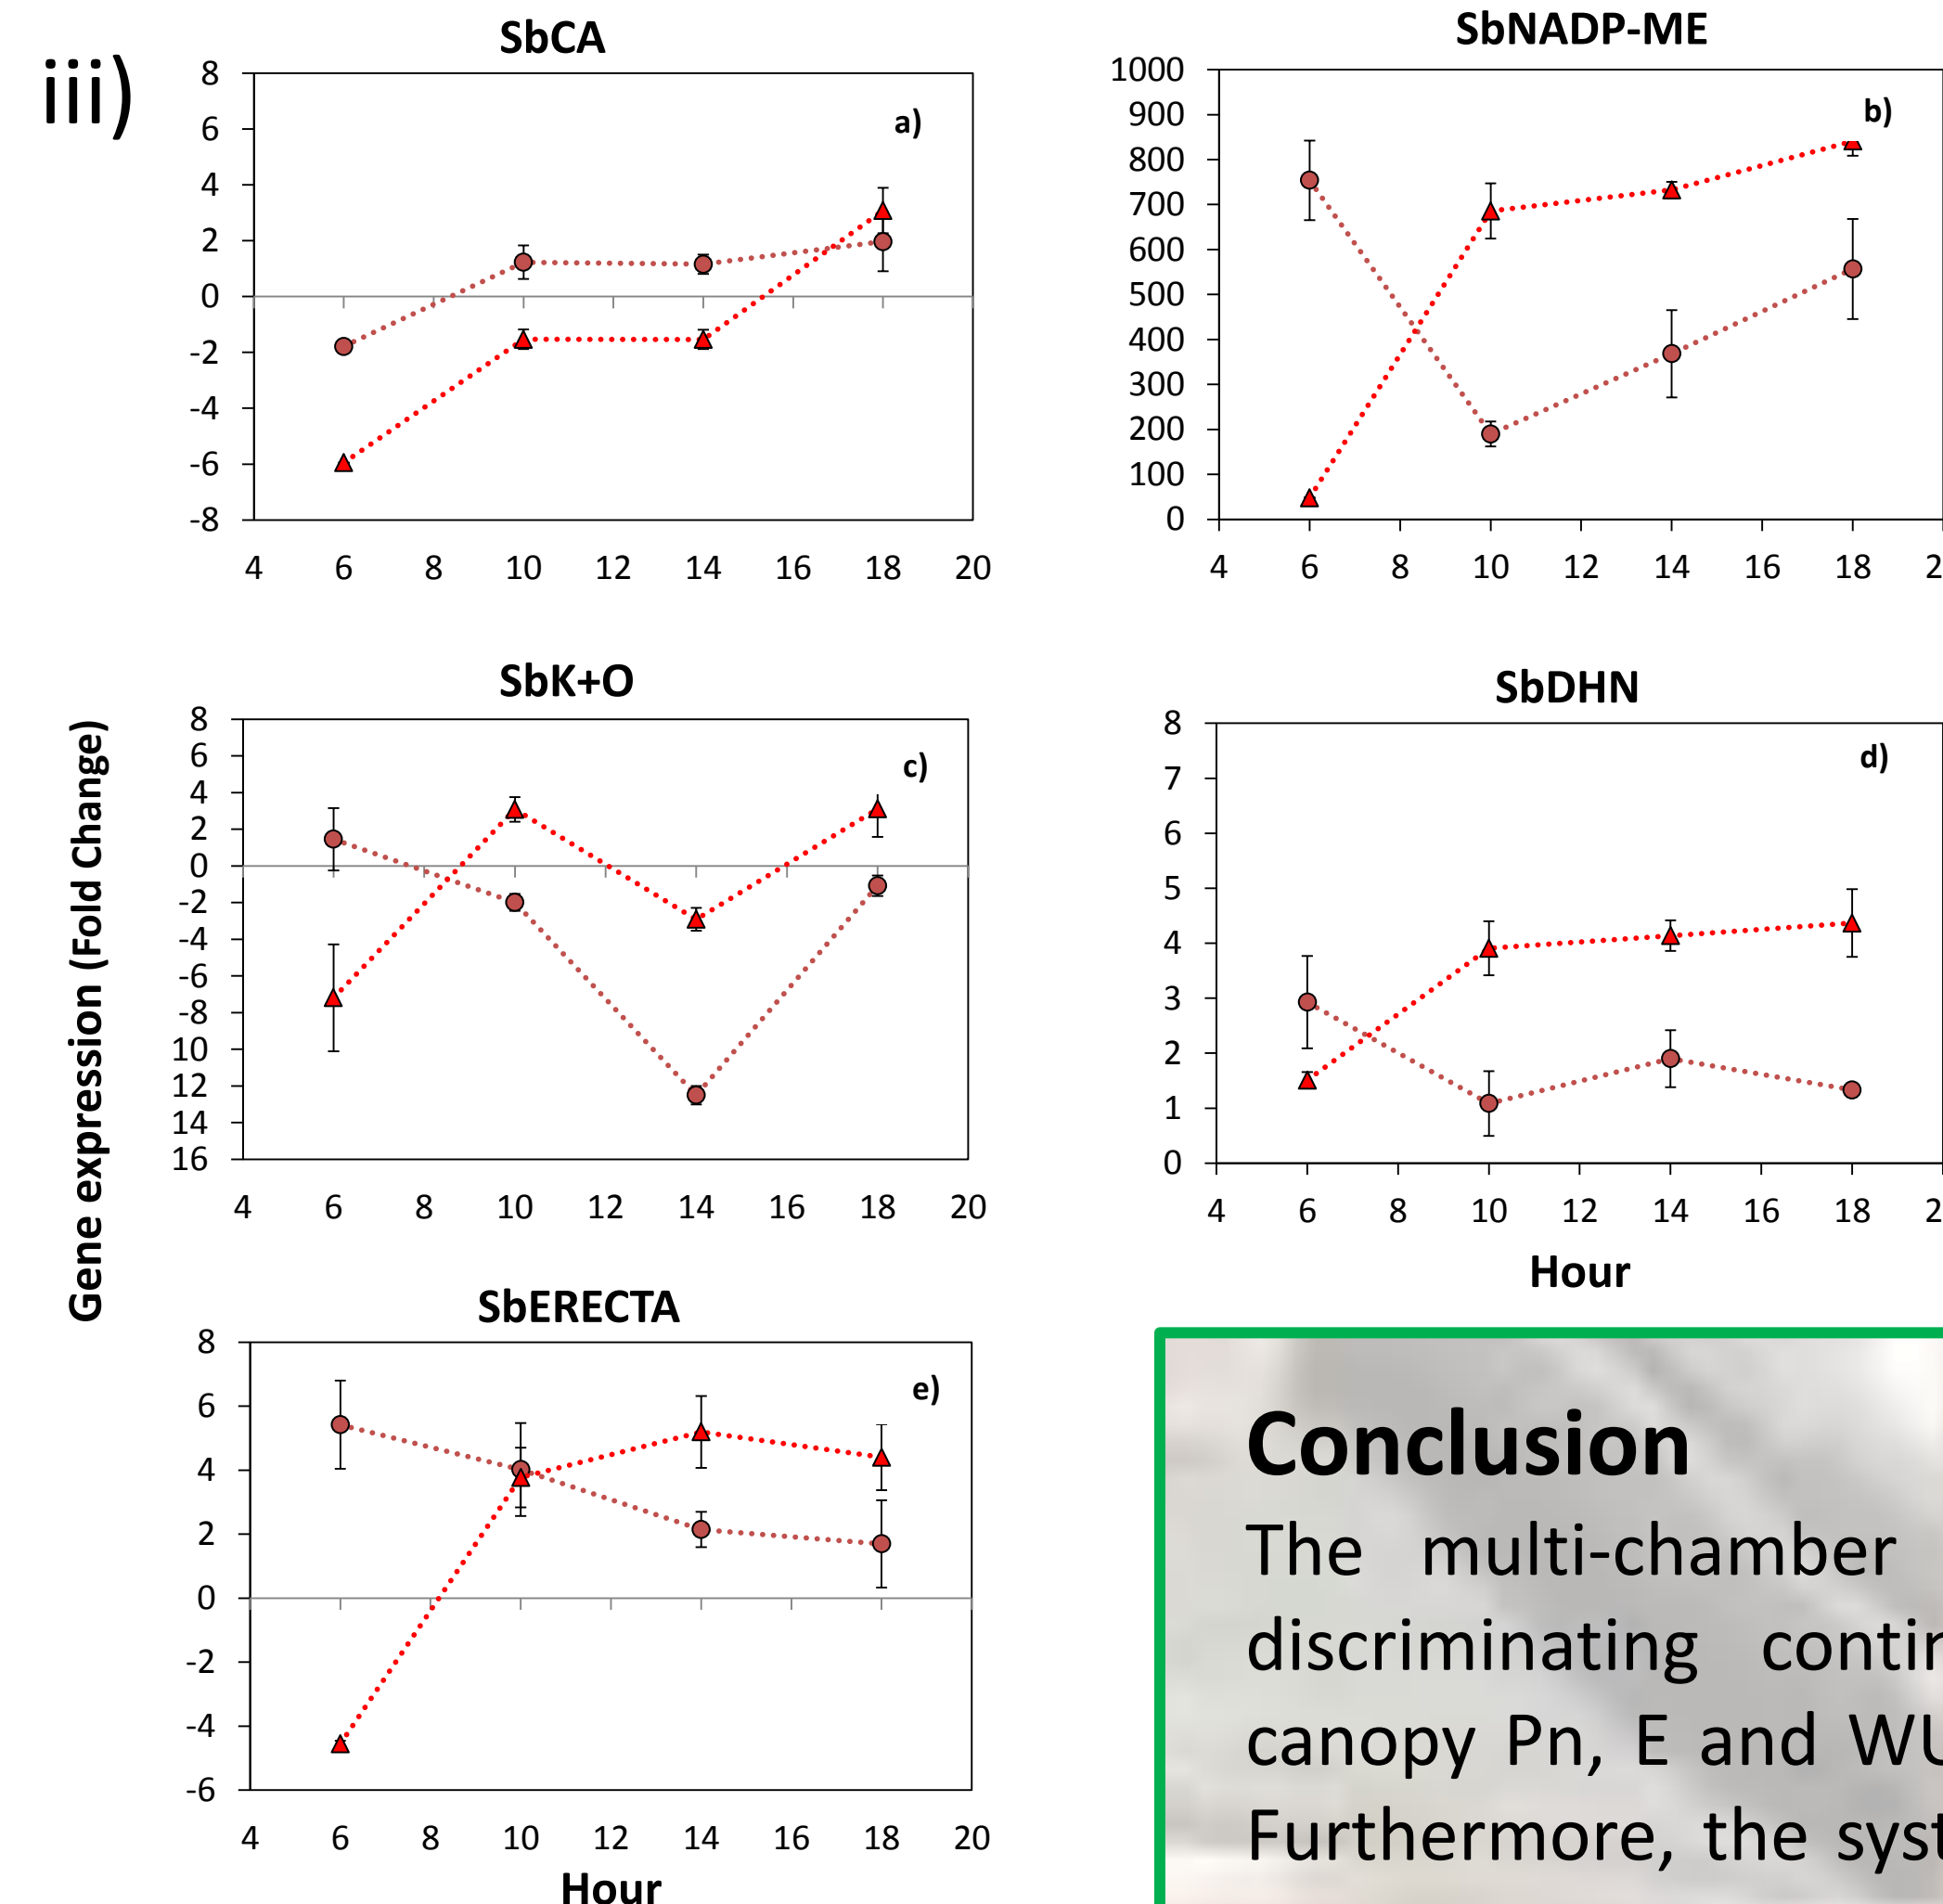 iii)
SbCA
a)
8
6
4
2
0
-2
-4
-6
-8
4 6 8 10 12 14 16 18 20
SbNADP-ME
b)
1000
900
800
700
600
500
400
300
200
100
0
4 6 8 10 12 14 16 18 2
Gene expression (Fold Change)
SbK+O
c)
8
6
4
2
0
-2
-4
-6
-8
10
12
14
16
4 6 8 10 12 14 16 18 20
SbDHN
d)
8
7
6
5
4
3
2
1
0
4 6 8 10 12 14 16 18 2
Hour
SbERECTA
e)
8
6
4
2
0
-2
-4
-6
4 6 8 10 12 14 16 18 20
Hour
Conclusion
The multi-chamber
discriminating contin
canopy Pn, E and WU
Furthermore, the syst